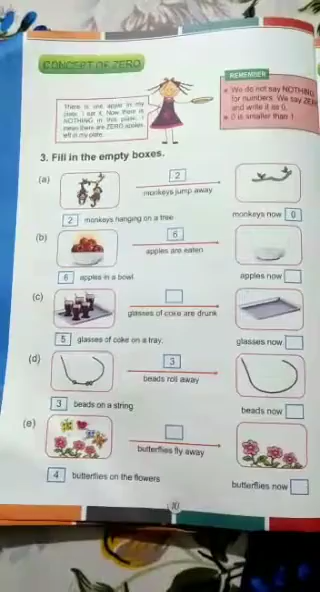 CONCEPT OF ZERO
There is one apple in my
plate. I eat it. Now there is
NOTHING in this plate. I
mean there are ZERO apples
left in my plate.
REMEMBER
We do not say NOTHING
for numbers. We say ZERO
and write it as 0.
0 is smaller than 1
3. Fill in the empty boxes.
(a)
2
monkeys jump away
2 monkeys hanging on a tree
monkeys now 0
(b)
6
apples are eaten
6 apples in a bowl
apples now
(c)
glasses of coke are drunk
5 glasses of coke on a tray.
glasses now
(d)
3
beads roll away
3 beads on a string
beads now
(e)
butterflies fly away
4 butterflies on the flowers
butterflies now
70